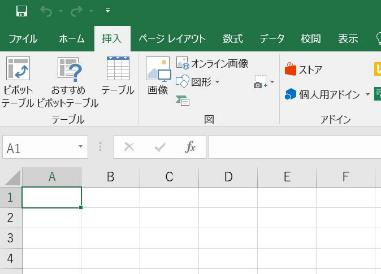 ファイル ホーム 挿入 ページ レイアウト 数式 データ 校閲 表示
ピボット おすすめ テーブル 画像 オンライン画像 ストア
テーブル ピボットテーブル 図形 個人用アドイン
テーブル 図 アドイン
A1 fx
A B C D E F
1
2
3
4